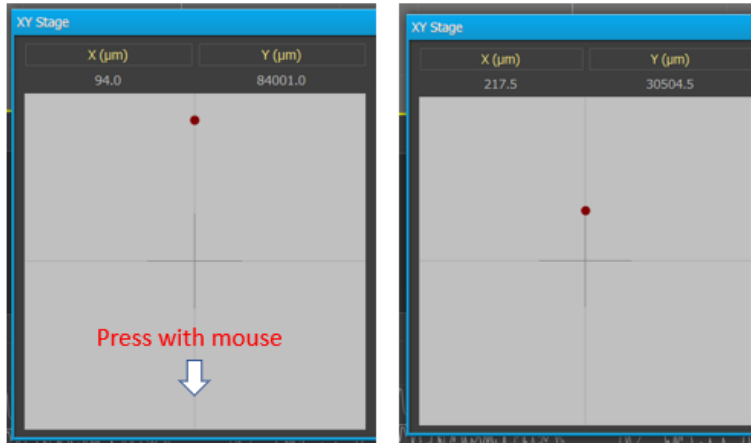 XY Stage
X (µm) Y (µm)
94.0 84001.0
Press with mouse
XY Stage
X (µm) Y (µm)
217.5 30504.5